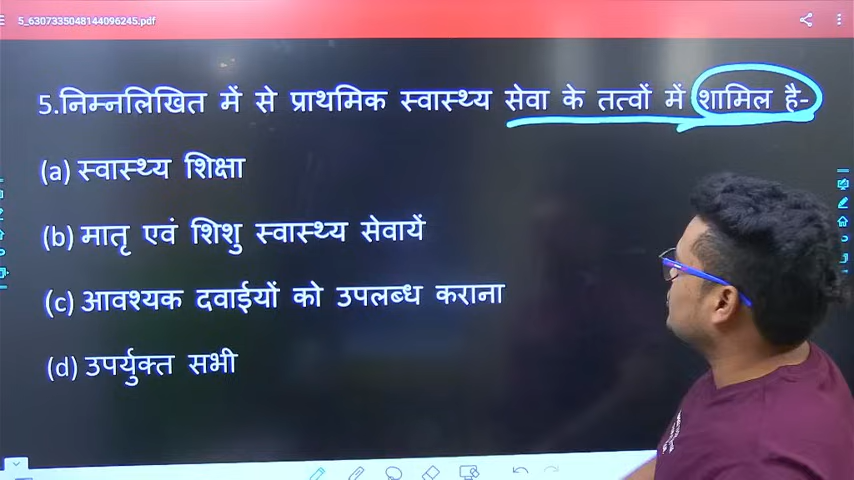 5_6307335048144096245.pdf
5.निम्नलिखित में से प्राथमिक स्वास्थ्य सेवा के तत्वों में शामिल है-
(a) स्वास्थ्य शिक्षा
(b) मातृ एवं शिशु स्वास्थ्य सेवायें
(c) आवश्यक दवाईयों को उपलब्ध कराना
(d) उपर्युक्त सभी